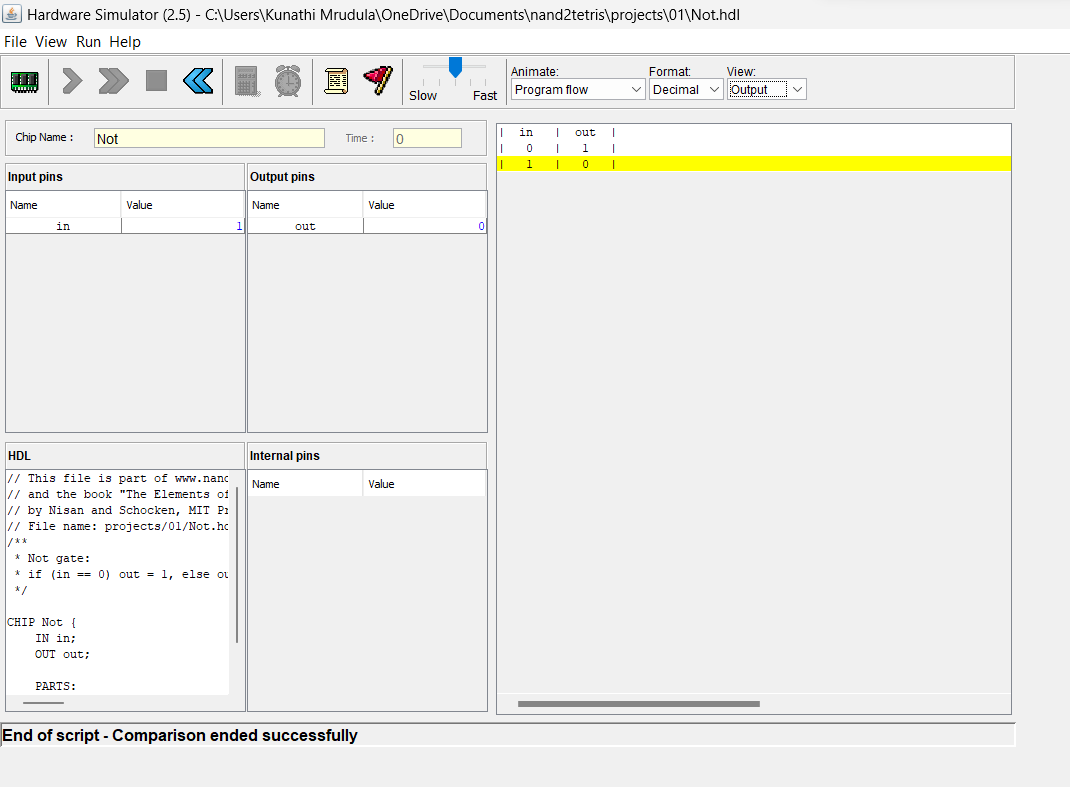 Hardware Simulator (2.5) - C:\Users\Kunathi Mrudula\OneDrive\Documents\nand2tetris\projects\01\Not.hdl
File View Run Help
Slow Fast
Animate: Format: View:
Program flow Decimal Output
Chip Name : Not Time : 0
Input pins
Name Value
in 1
Output pins
Name Value
out 0
HDL
// This file is part of www.nand
// and the book "The Elements of
// by Nisan and Schocken, MIT Pr
// File name: projects/01/Not.hd
/**
* Not gate:
* if (in == 0) out = 1, else ou
*/
CHIP Not {
IN in;
OUT out;
PARTS:
Internal pins
Name Value
| in | out |
| 0 | 1 |
| 1 | 0 |
End of script - Comparison ended successfully